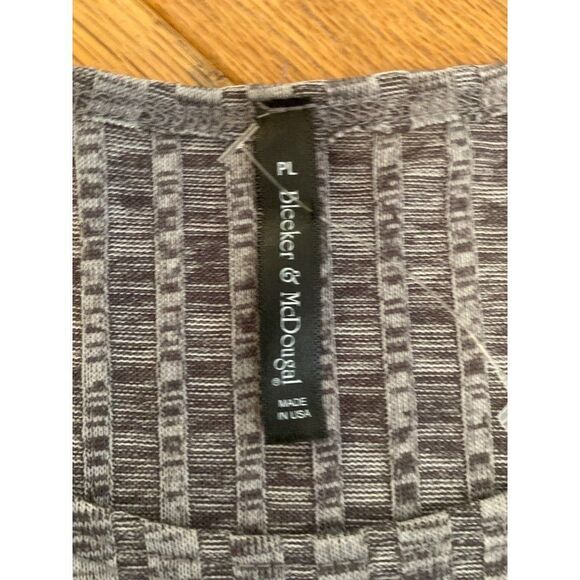 PL
Bleeker & McDougal®
MADE
IN USA